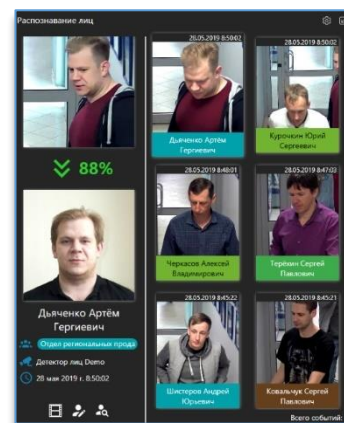 Распознавание лиц
88%
Дьяченко Артём
Гергиевич
Отдел региональных прода
Детектор лиц Demo
28 мая 2019 г. 8:50:02
28.05.2019 8:50:02
Дьяченко Артём
Гергиевич
28.05.2019 8:50:02
Курочкин Юрий
Сергеевич
28.05.2019 8:48:01
Черкасов Алексей
Владимирович
28.05.2019 8:47:03
Терёхин Сергей
Павлович
28.05.2019 8:45:22
Шистеров Андрей
Юрьевич
28.05.2019 8:45:21
Ковальчук Сергей
Павлович
Всего событий: